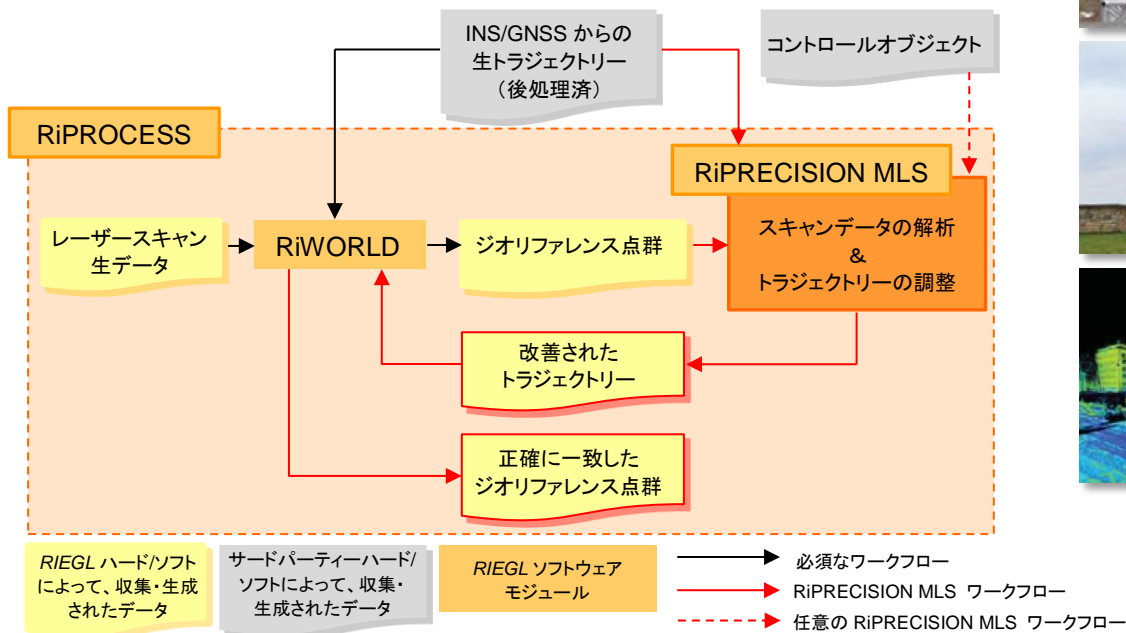 INS/GNSS からの
生トラジェクトリー
（後処理済）
コントロールオブジェクト
RiPROCESS
RiPRECISION MLS
レーザースキャン
生データ
RiWORLD
ジオリファレンス点群
スキャンデータの解析
&
トラジェクトリーの調整
改善された
トラジェクトリー
正確に一致した
ジオリファレンス点群
RIEGL ハード/ソフト
によって、収集・生成
されたデータ
サードパーティーハード/
ソフトによって、収集・
生成されたデータ
RIEGL ソフトウェア
モジュール
必須なワークフロー
RiPRECISION MLS ワークフロー
任意の RiPRECISION MLS ワークフロー